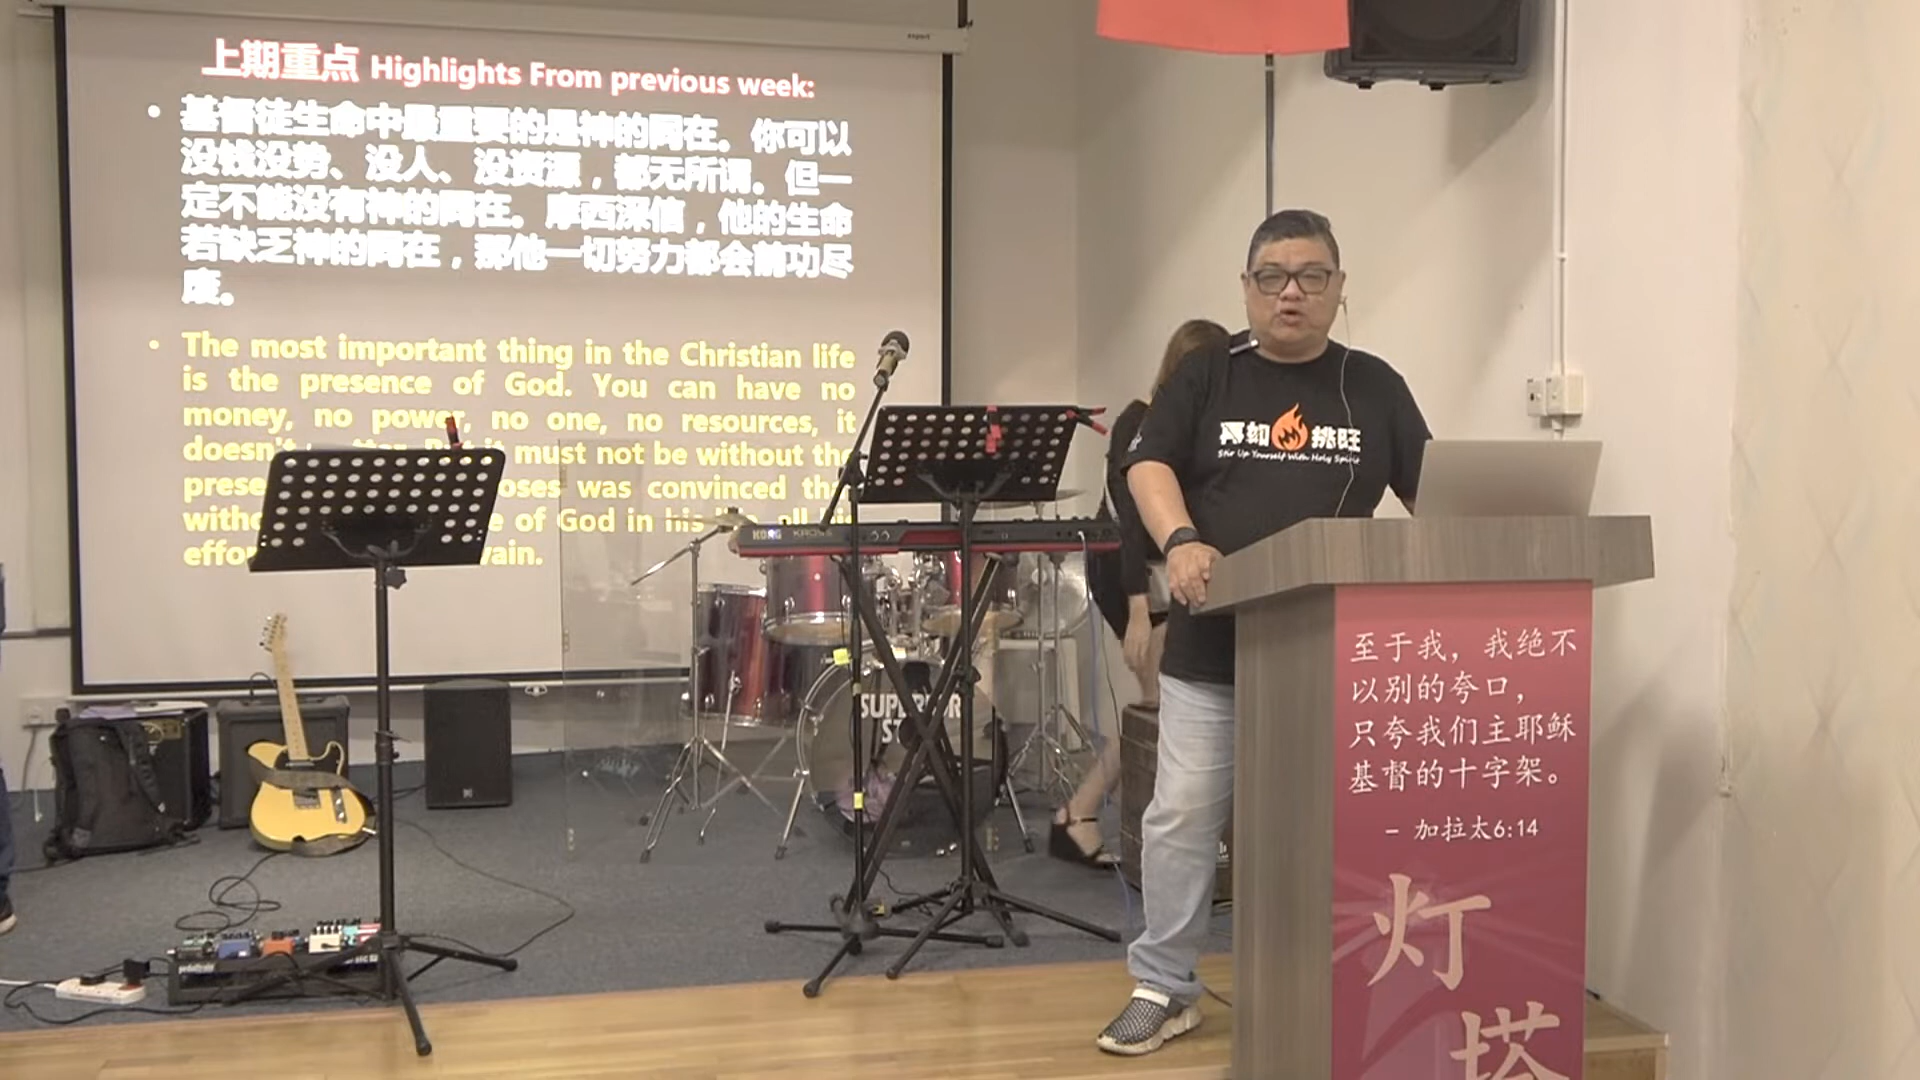 上期重点 Highlights From previous week:
• 基督徒生命中最重要的是神的同在。你可以
没钱没势、没人、没资源，都无所谓。但一
定不能没有神的同在。摩西深信，他的生命
若缺乏神的同在，那他一切努力都会前功尽
废。
• The most important thing in the Christian life
is the presence of God. You can have no
money, no power, no one, no resources, it
must not be without the
was convinced
of God in his
vain.
KORG KROSS
SUPERIOR
再如挑旺
Stir Up Yourself With Holy Spirit
至于我，我绝不
以别的夸口，
只夸我们主耶稣
基督的十字架。
- 加拉太6:14
灯
塔